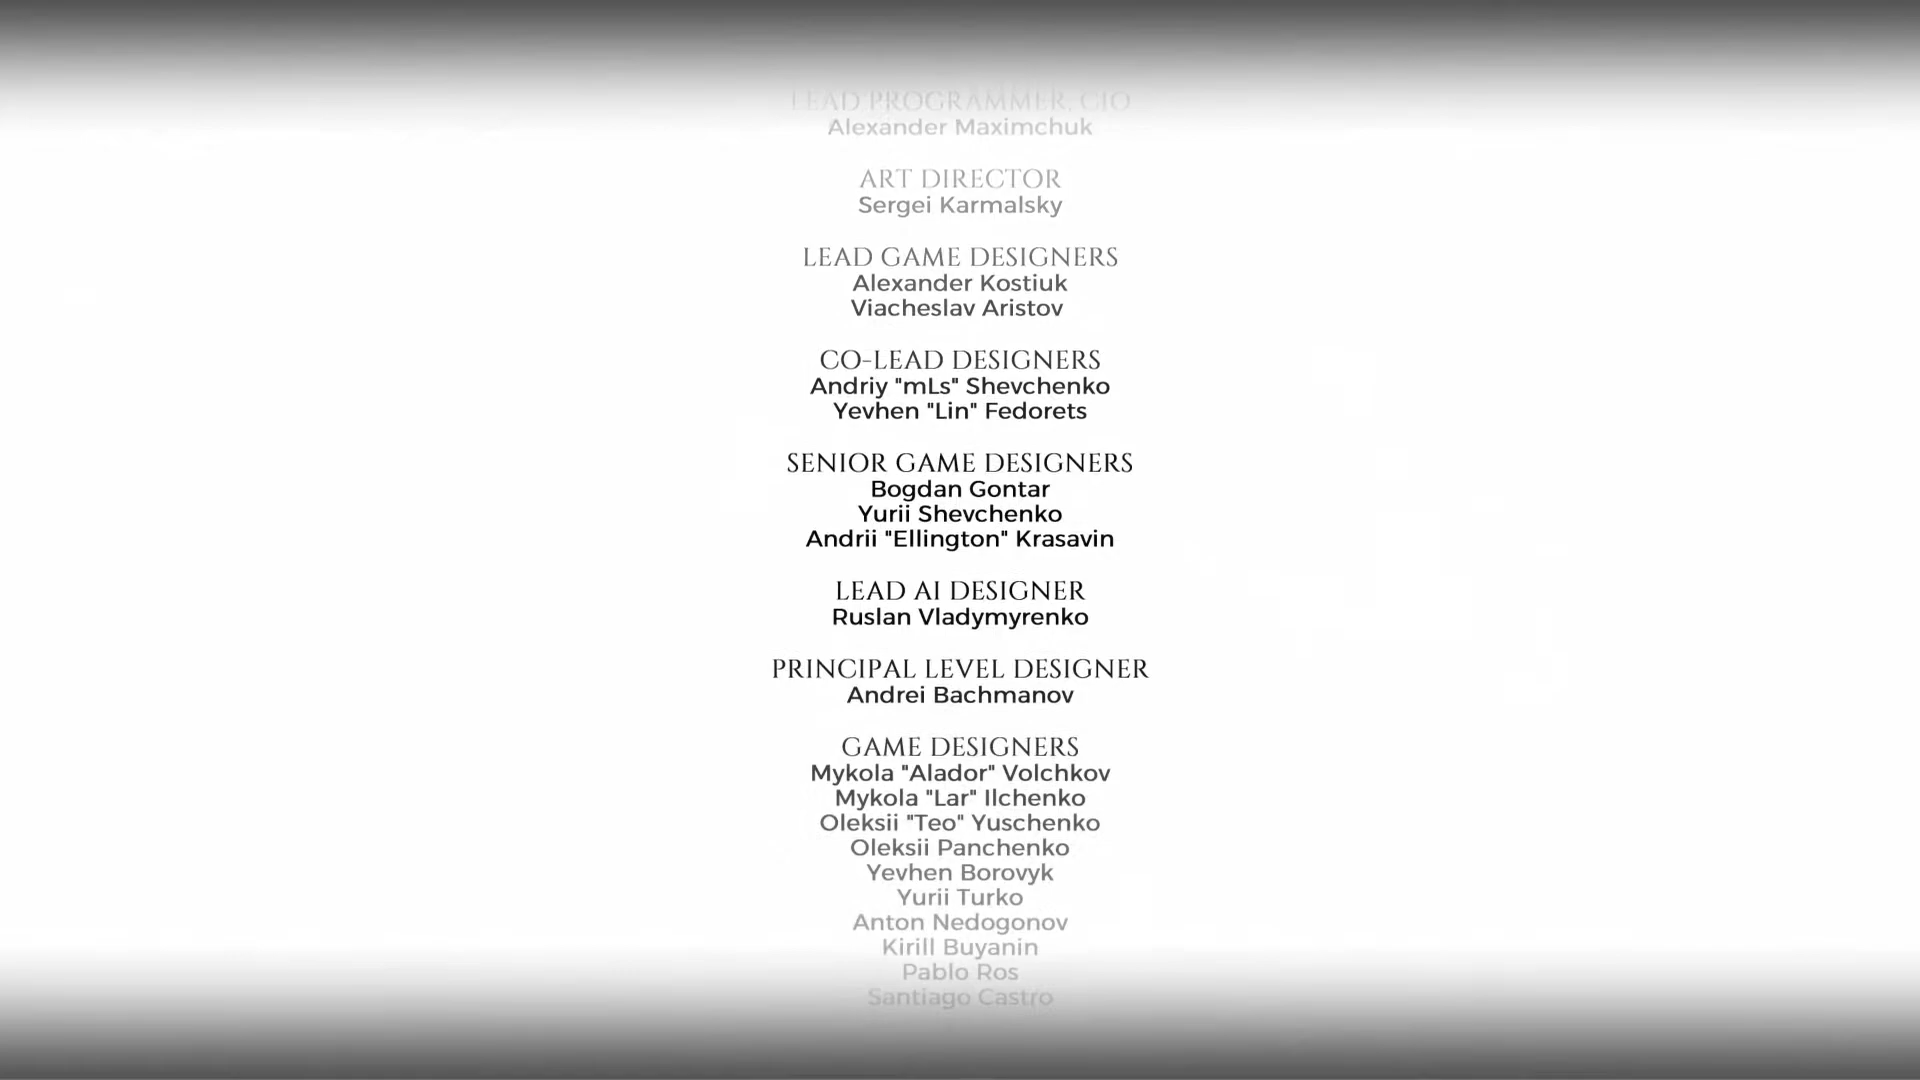 LEAD PROGRAMMER, CIO
Alexander Maximchuk
ART DIRECTOR
Sergei Karmalsky
LEAD GAME DESIGNERS
Alexander Kostiuk
Viacheslav Aristov
CO-LEAD DESIGNERS
Andriy "mLs" Shevchenko
Yevhen "Lin" Fedorets
SENIOR GAME DESIGNERS
Bogdan Gontar
Yurii Shevchenko
Andrii "Ellington" Krasavin
LEAD AI DESIGNER
Ruslan Vladymyrenko
PRINCIPAL LEVEL DESIGNER
Andrei Bachmanov
GAME DESIGNERS
Mykola "Alador" Volchkov
Mykola "Lar" Ilchenko
Oleksii "Teo" Yuschenko
Oleksii Panchenko
Yevhen Borovyk
Yurii Turko
Anton Nedogonov
Kirill Buyanin
Pablo Ros
Santiago Castro